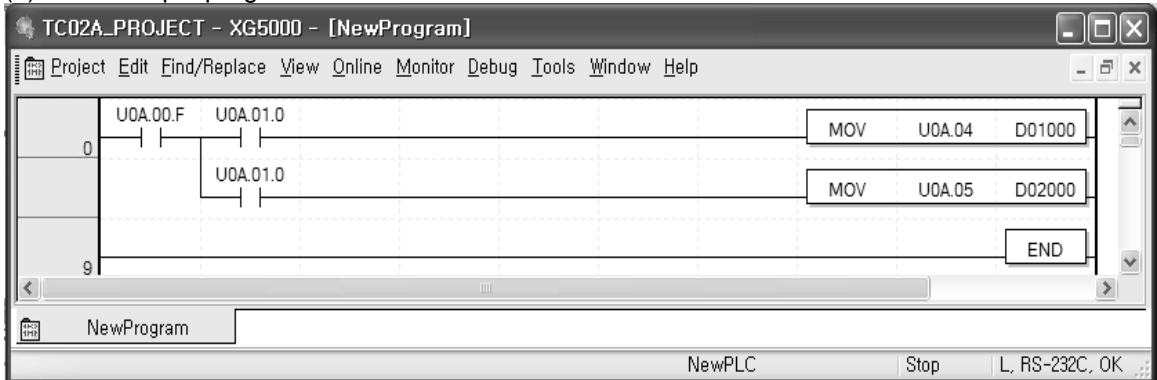 TC02A_PROJECT - XG5000 - [NewProgram]
Project Edit Find/Replace View Online Monitor Debug Tools Window Help
U0A.00.F U0A.01.0
MOV U0A.04 D01000
0
U0A.01.0
MOV U0A.05 D02000
END
9
NewProgram
NewPLC Stop L, RS-232C, OK